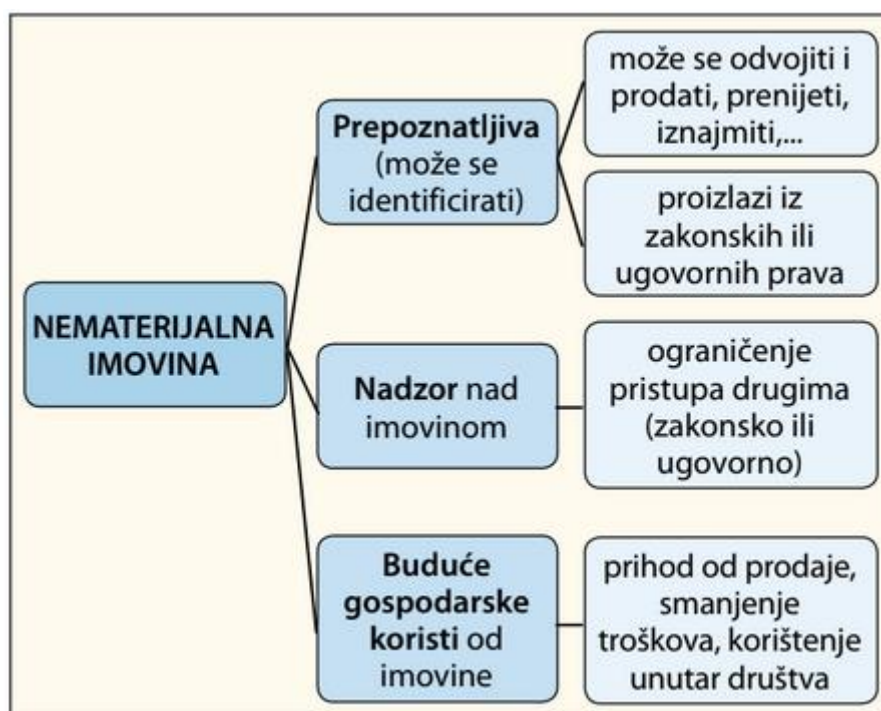 NEMATERIJALNA
IMOVINA
Prepoznatljiva
(može se
identificirati)
može se odvojiti i
prodati, prenijeti,
iznajmiti,...
proizlazi iz
zakonskih ili
ugovornih prava
Nadzor nad
imovinom
ograničenje
pristupa drugima
(zakonsko ili
ugovorno)
Buduće
gospodarske
koristi od
imovine
prihod od prodaje,
smanjenje
troškova, korištenje
unutar društva